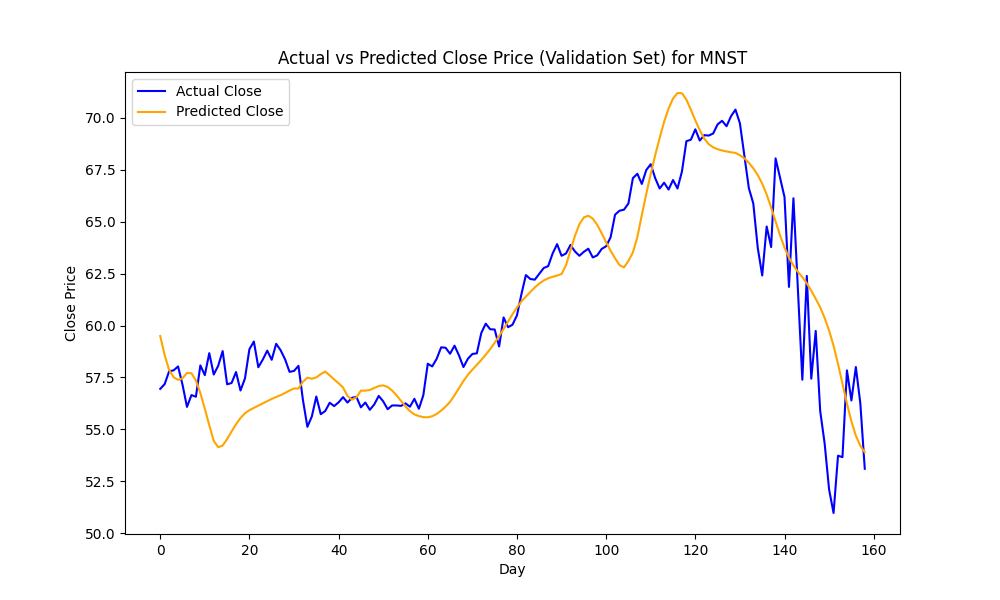 Actual vs Predicted Close Price (Validation Set) for MNST
Actual Close
Predicted Close
70.0
67.5
65.0
62.5
60.0
57.5
55.0
52.5
50.0
Close Price
0 20 40 60 80 100 120 140 160
Day